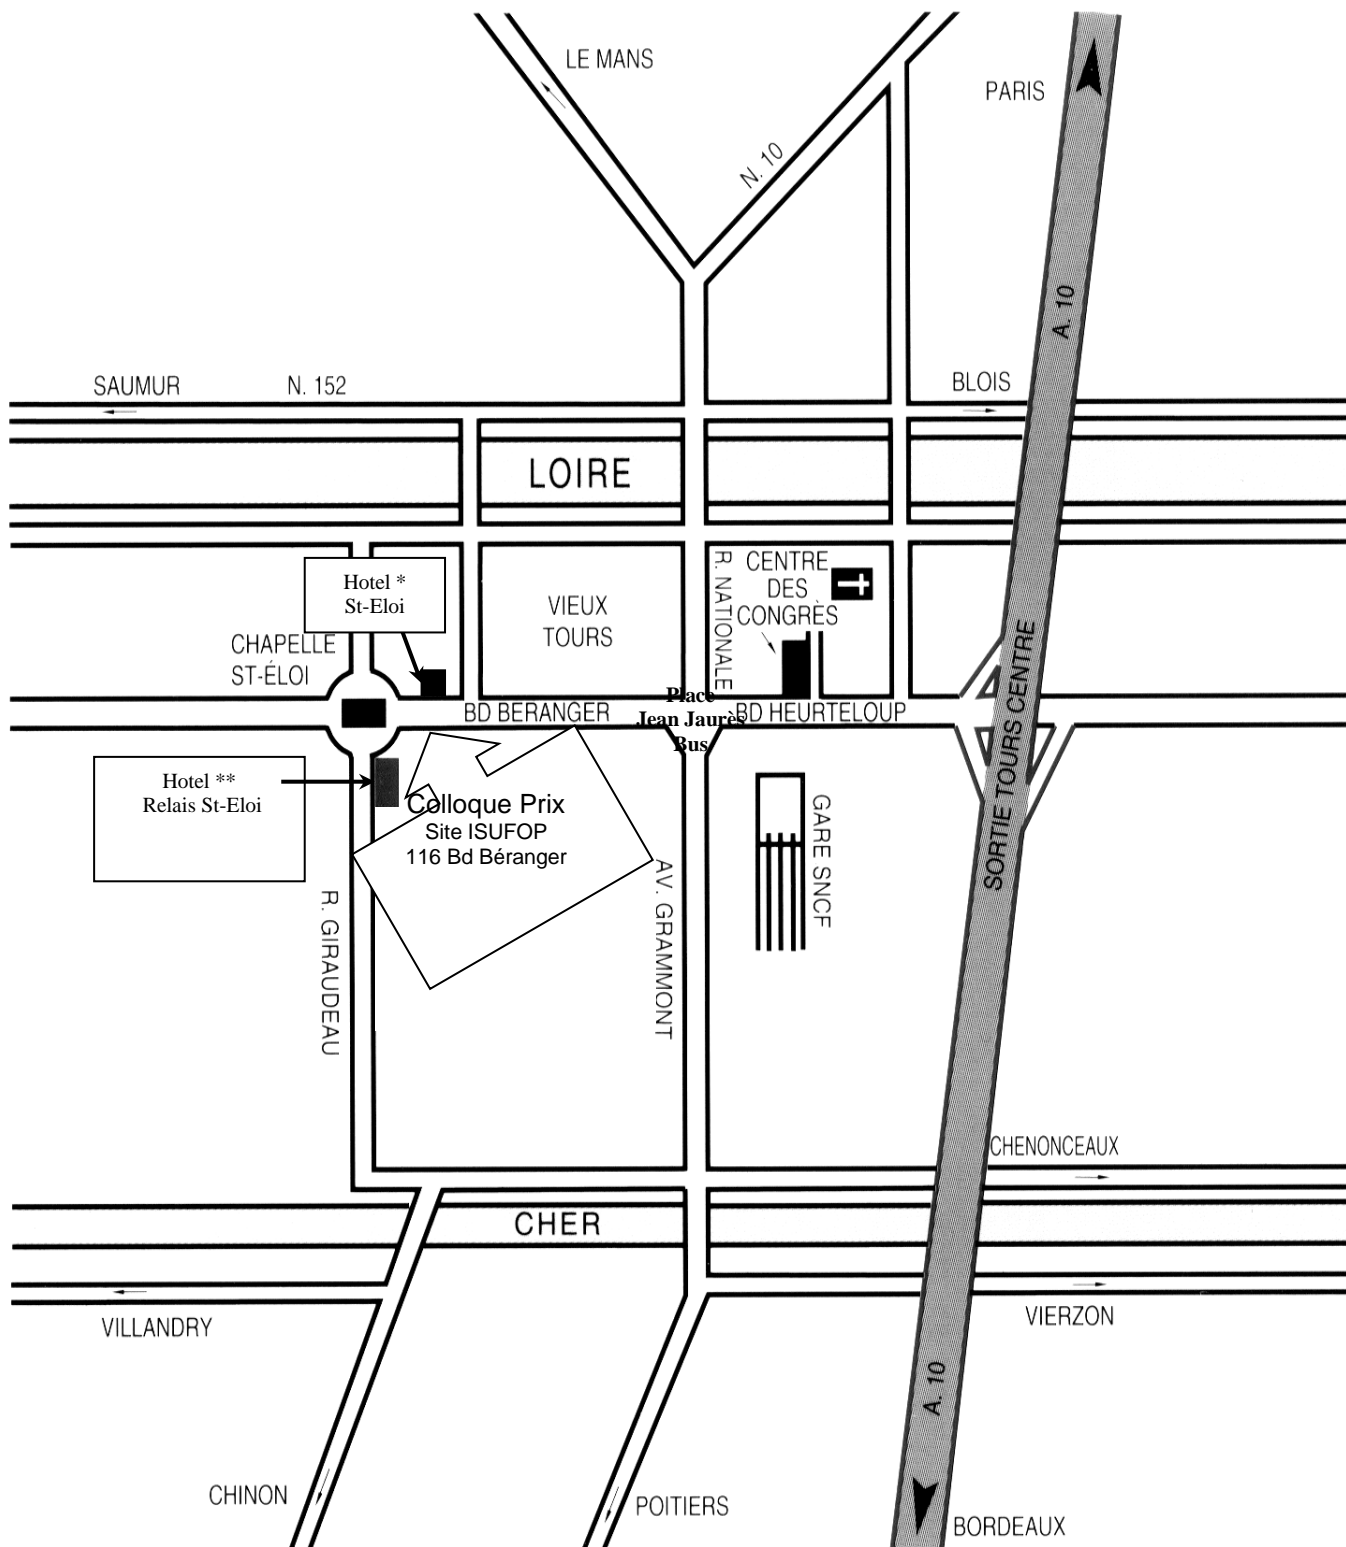 LE MANS
PARIS
N. 10
A. 10
SAUMUR
N. 152
BLOIS
LOIRE
Hotel *
St-Eloi
CHAPELLE
ST-ÉLOI
VIEUX
TOURS
R. NATIONALE
CENTRE
DES
CONGRÈS
SORTIE TOURS CENTRE
BD BERANGER
Place
Jean Jaurès
Bus
BD HEURTELOUP
Hotel **
Relais St-Eloi
Colloque Prix
Site ISUFOP
116 Bd Béranger
R. GIRAUDEAU
AV. GRAMMONT
GARE SNCF
CHENONCEAUX
CHER
VILLANDRY
VIERZON
A. 10
CHINON
POITIERS
BORDEAUX